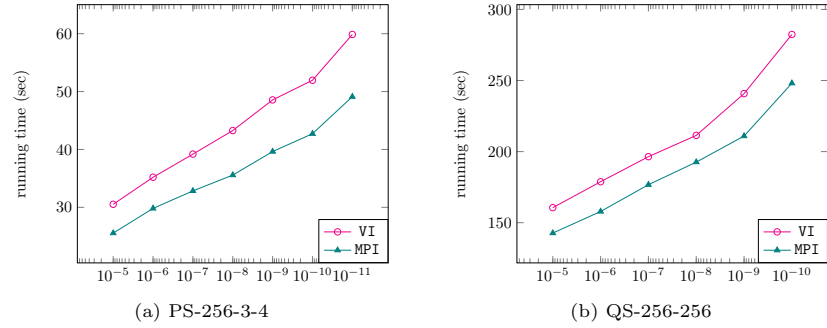 60
50
40
30
running time (sec)
10⁻⁵ 10⁻⁶ 10⁻⁷ 10⁻⁸ 10⁻⁹ 10⁻¹⁰ 10⁻¹¹
VI
MPI
(a) PS-256-3-4
300
250
200
150
running time (sec)
10⁻⁵ 10⁻⁶ 10⁻⁷ 10⁻⁸ 10⁻⁹ 10⁻¹⁰
VI
MPI
(b) QS-256-256